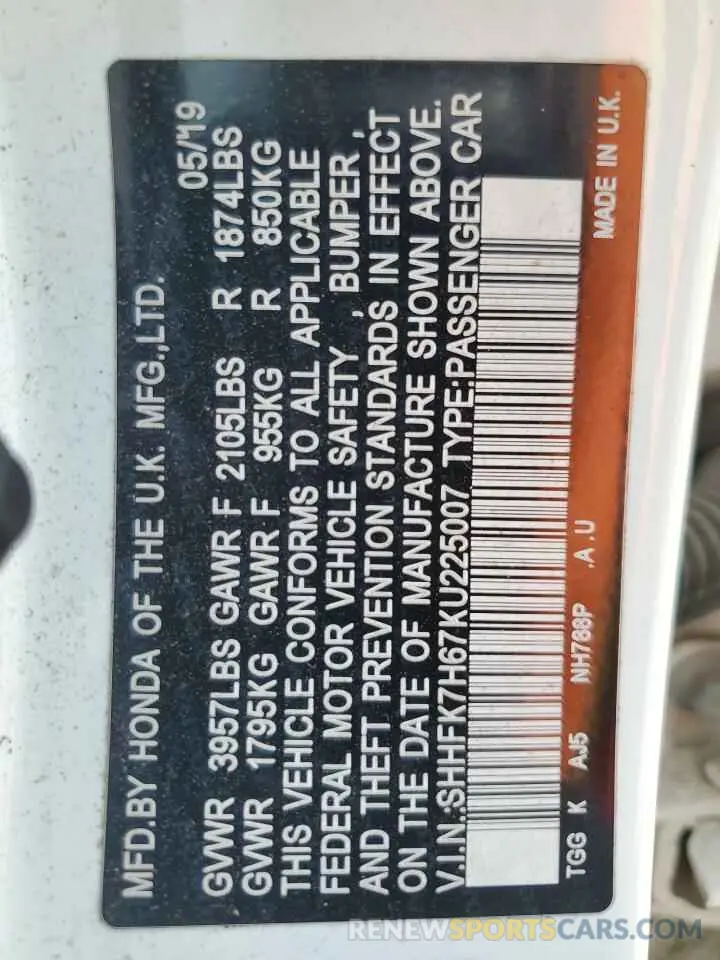 MFD.BY HONDA OF THE U.K. MFG.,LTD. 05/19
GVWR 3957LBS GAWR F 2105LBS R 1874LBS
GVWR 1795KG GAWR F 955KG R 850KG
THIS VEHICLE CONFORMS TO ALL APPLICABLE
FEDERAL MOTOR VEHICLE SAFETY , BUMPER ,
AND THEFT PREVENTION STANDARDS IN EFFECT
ON THE DATE OF MANUFACTURE SHOWN ABOVE.
V.I.N.:SHHFK7H67KU225007 TYPE:PASSENGER CAR
TGG K AJ5 NH788P .A .U MADE IN U.K.
RENEWSPORTSCARS.COM